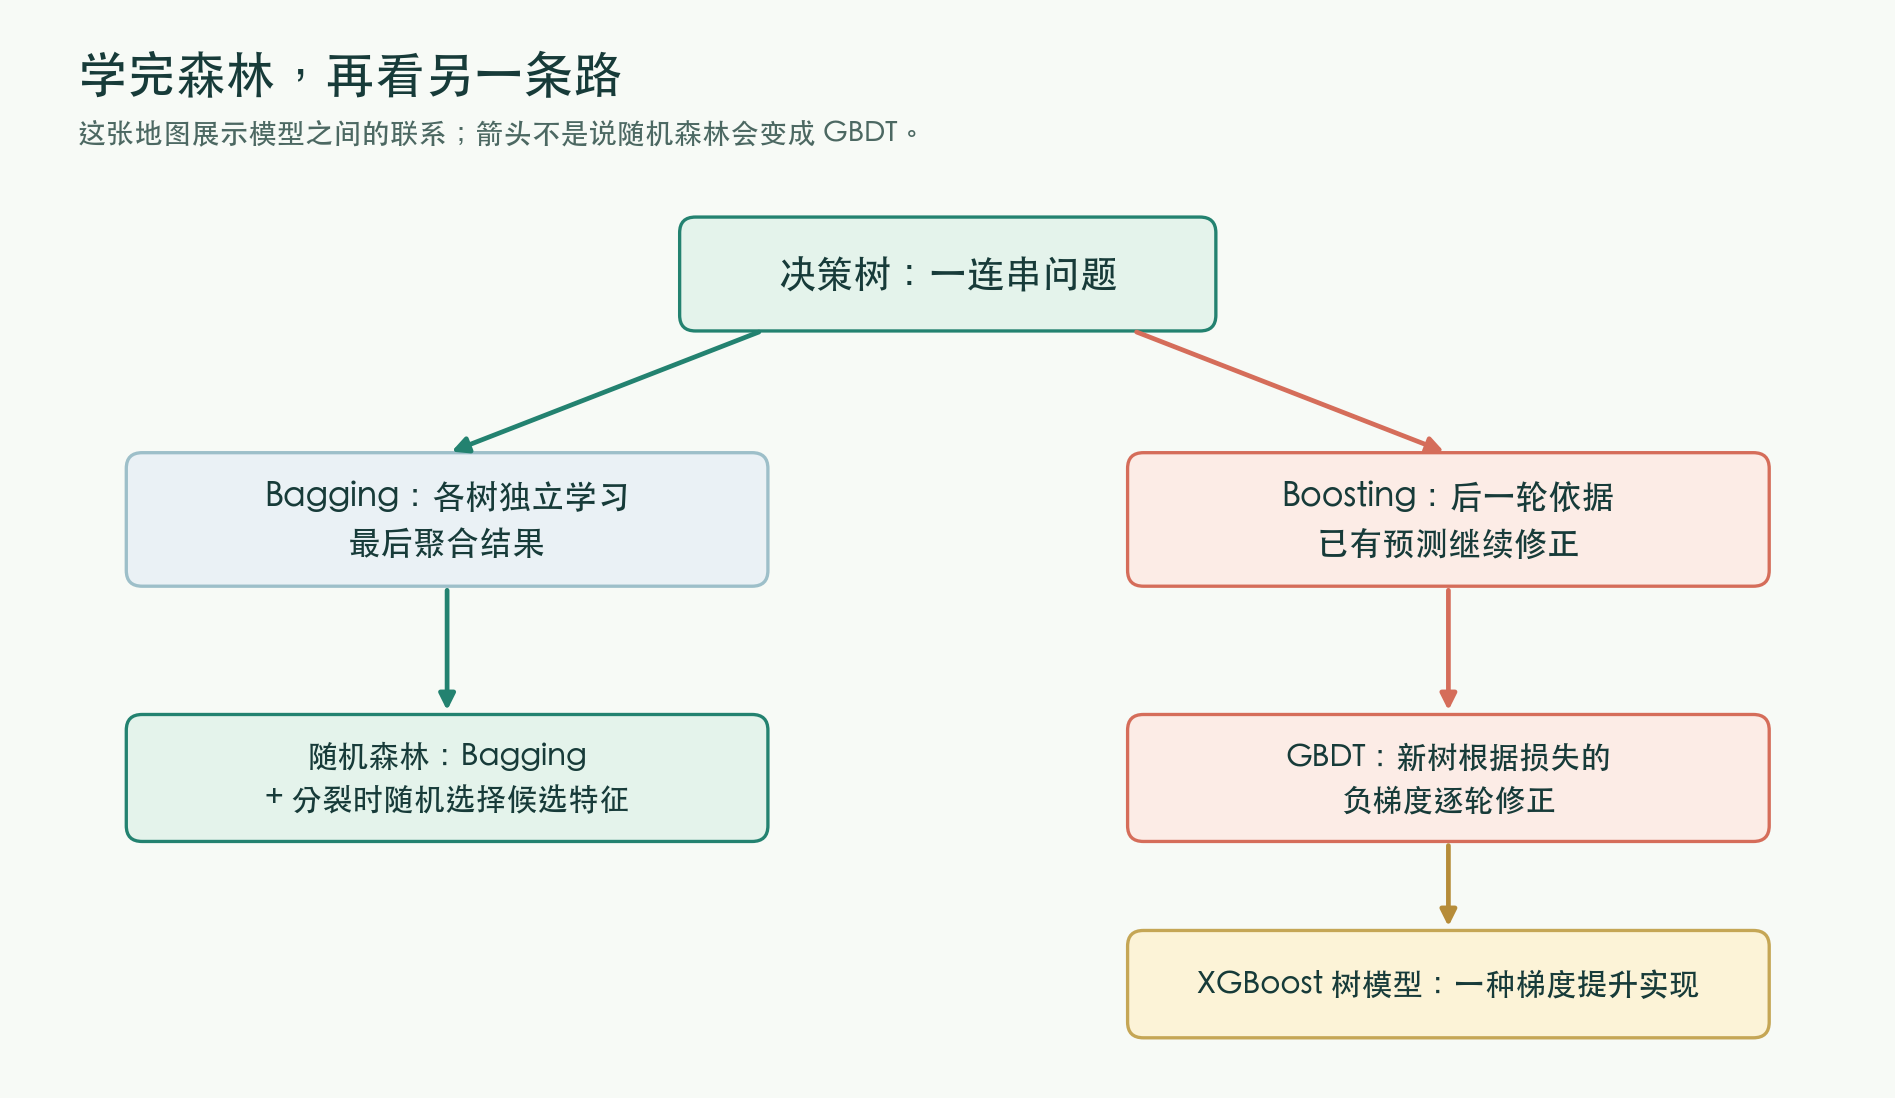 学完森林，再看另一条路
这张地图展示模型之间的联系；箭头不是说随机森林会变成 GBDT。
决策树：一连串问题
Bagging：各树独立学习
最后聚合结果
Boosting：后一轮依据
已有预测继续修正
随机森林：Bagging
+ 分裂时随机选择候选特征
GBDT：新树根据损失的
负梯度逐轮修正
XGBoost 树模型：一种梯度提升实现